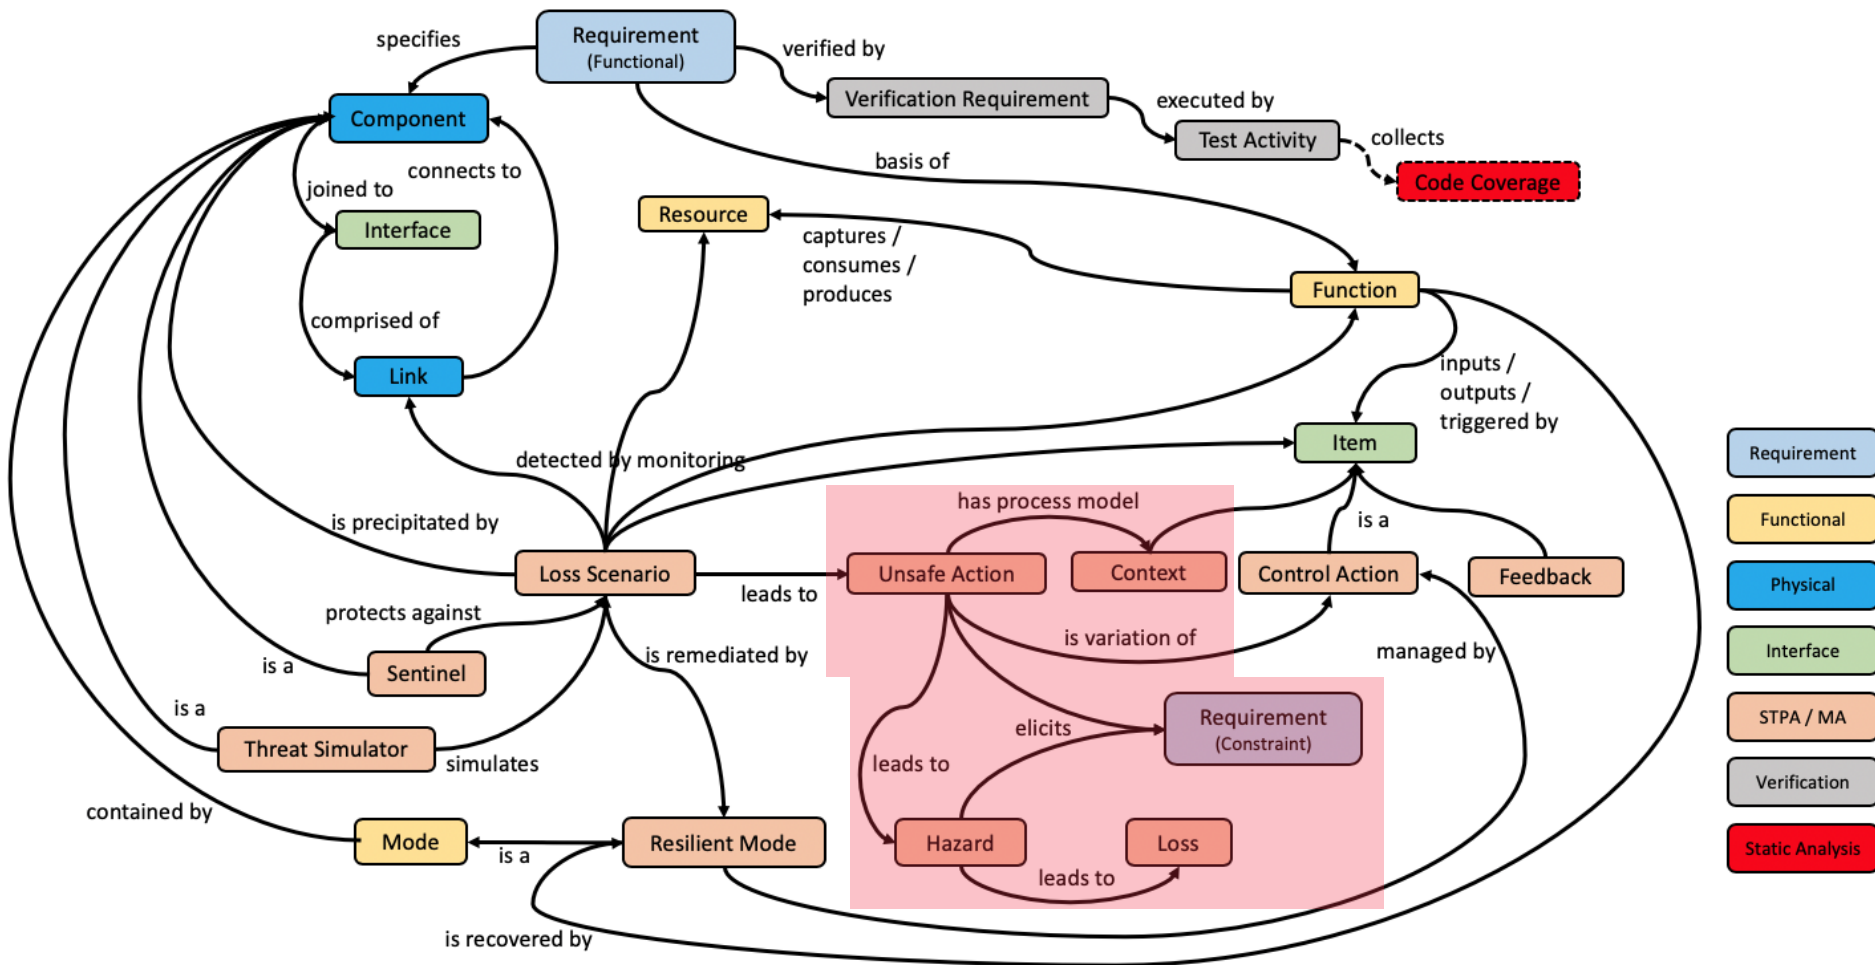 Requirement
(Functional)
specifies
verified by
Component
Verification Requirement
executed by
Test Activity
collects
Code Coverage
basis of
connects to
joined to
Interface
Resource
captures /
consumes /
produces
Function
comprised of
Link
inputs /
outputs /
triggered by
Item
detected by monitoring
has process model
is a
is precipitated by
Loss Scenario
leads to
Unsafe Action
Context
Control Action
Feedback
protects against
is variation of
is remediated by
managed by
is a
Sentinel
is a
Threat Simulator
simulates
Requirement
(Constraint)
elicits
leads to
contained by
Mode
is a
Resilient Mode
Hazard
Loss
leads to
is recovered by
Requirement
Functional
Physical
Interface
STPA / MA
Verification
Static Analysis